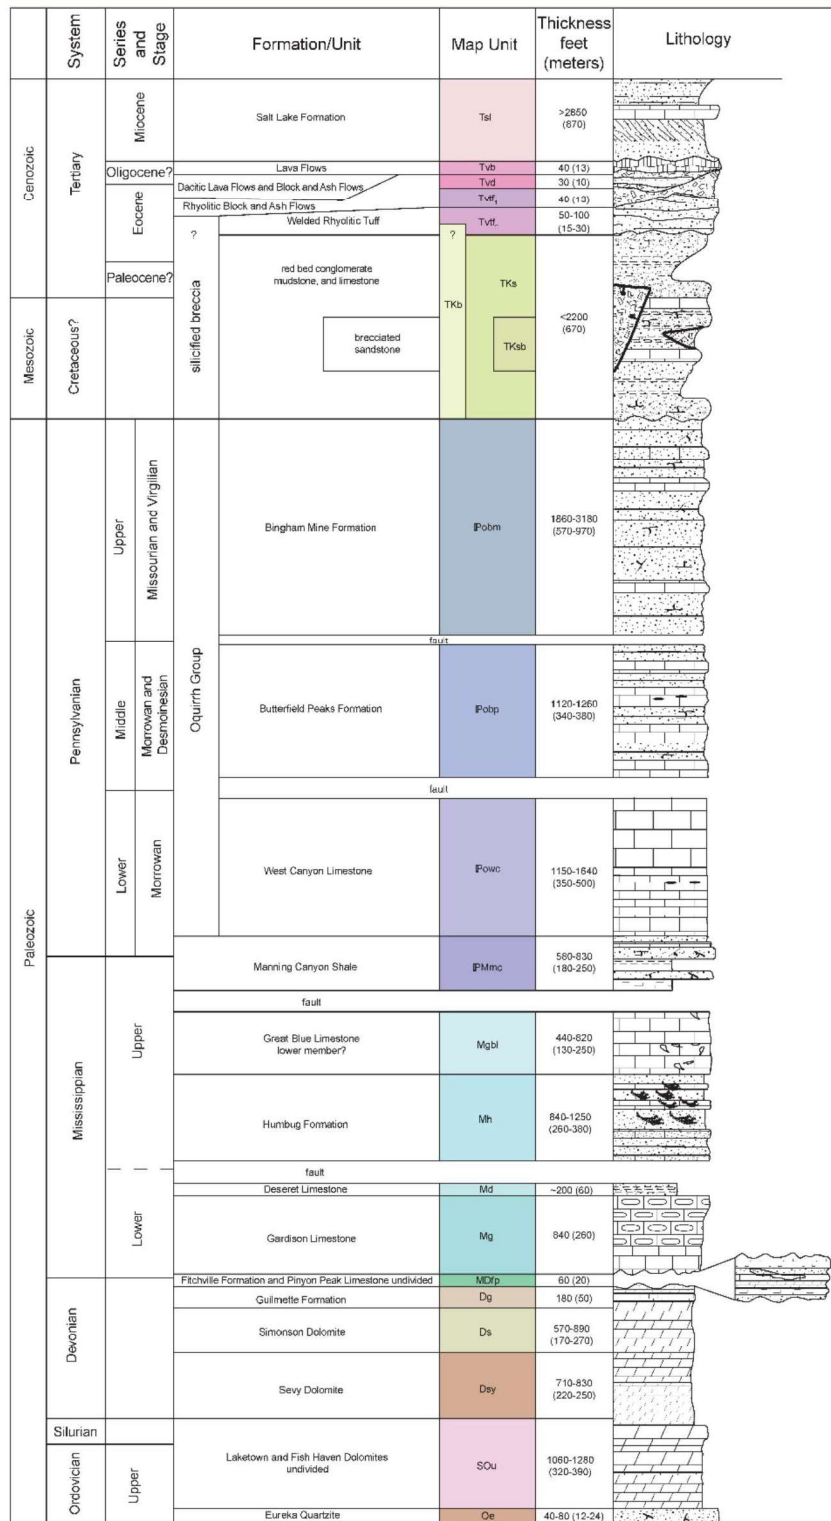 System
Series
and
Stage
Formation/Unit
Map Unit
Thickness
feet
(meters)
Lithology
Cenozoic
Tertiary
Miocene
Salt Lake Formation
Tsl
>2850
(870)
Oligocene?
Lava Flows
Tvb
40 (13)
Dacitic Lava Flows and Block and Ash Flows
Tvd
30 (10)
Eocene
Rhyolitic Block and Ash Flows
Tvtf
40 (13)
Welded Rhyolitic Tuff
Tvtf
50-100
(15-30)
?
?
Paleocene?
silicified breccia
red bed conglomerate
mudstone, and limestone
TKb
TKs
<2200
(670)
Mesozoic
Cretaceous?
brecciated
sandstone
TKsb
Paleozoic
Pennsylvanian
Upper
Missourian and Virgilian
Oquirrh Group
Bingham Mine Formation
IPobm
1860-3180
(570-970)
fault
Middle
Morrowan and
Desmoinesian
Butterfield Peaks Formation
IPobp
1120-1260
(340-380)
fault
Lower
Morrowan
West Canyon Limestone
IPowc
1150-1640
(350-500)
Manning Canyon Shale
IPMmc
580-830
(180-250)
fault
Mississippian
Upper
Great Blue Limestone
lower member?
Mgbl
440-820
(130-250)
Humbug Formation
Mh
840-1250
(260-380)
fault
Lower
Deseret Limestone
Md
~200 (60)
Gardison Limestone
Mg
840 (260)
Fitchville Formation and Pinyon Peak Limestone undivided
MDfp
60 (20)
Devonian
Guilmette Formation
Dg
180 (50)
Simonson Dolomite
Ds
570-890
(170-270)
Sevy Dolomite
Dsy
710-830
(220-250)
Silurian
Laketown and Fish Haven Dolomites
undivided
SOu
1060-1280
(320-390)
Ordovician
Upper
Eureka Quartzite
Oe
40-80 (12-24)